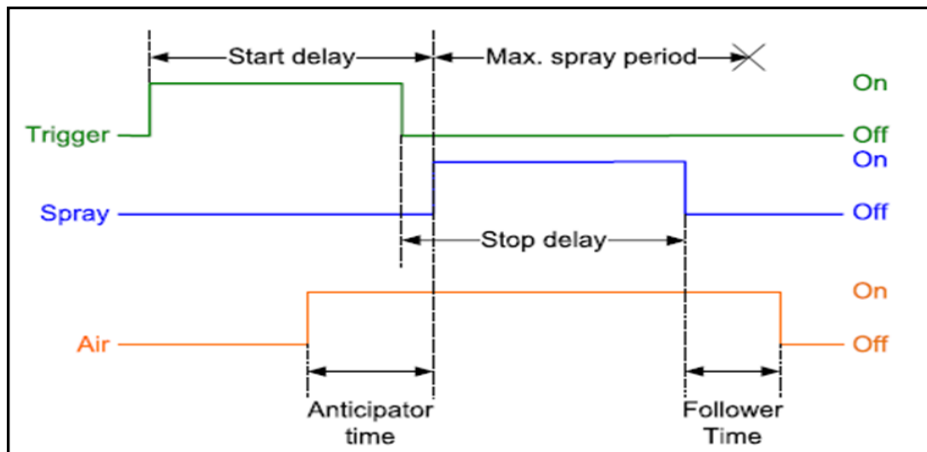 Start delay
Max. spray period
On
Trigger
Off
On
Spray
Off
Stop delay
On
Air
Off
Anticipator
time
Follower
Time